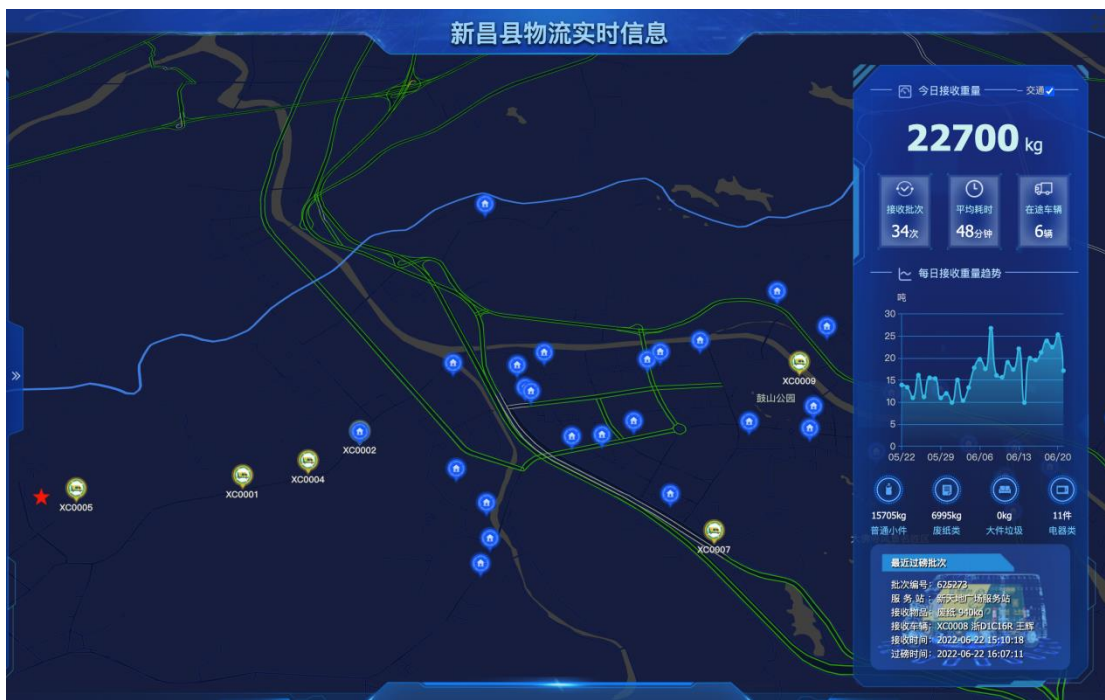 新昌县物流实时信息
今日接收重量
交通
22700 kg
接收批次
平均耗时
在途车辆
34次
48分钟
6辆
每日接收重量趋势
吨
30
25
20
15
10
5
0
05/22
05/29
06/06
06/13
06/20
15705kg
6995kg
0kg
11件
普通小件
废纸类
大件垃圾
电器类
最近过磅批次
批次编号：625273
服 务 站：新天地广场服务站
接收物品：废纸 940kg
接收车辆：XC0008 浙D1C16R 王辉
接收时间：2022-06-22 15:10:18
过磅时间：2022-06-22 16:07:11
XC0009
鼓山公园
XC0002
XC0004
XC0001
XC0005
XC0007